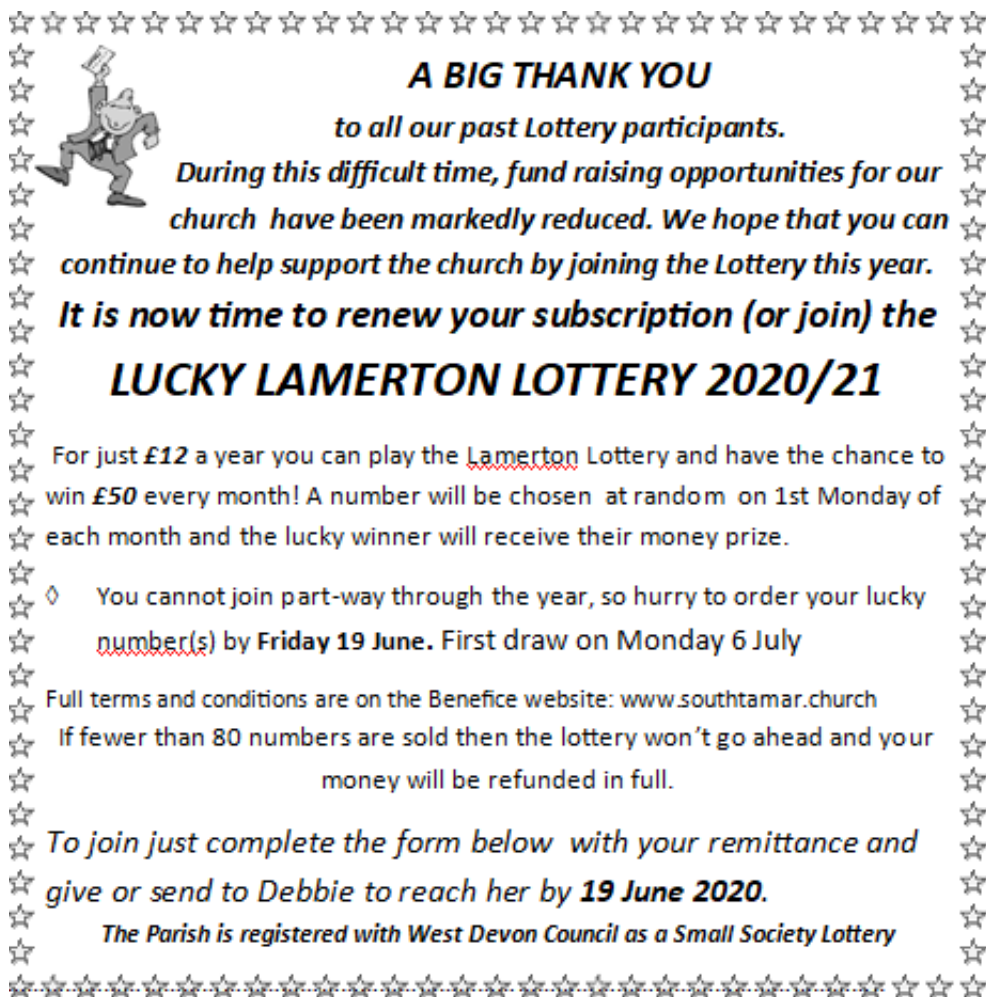 A BIG THANK YOU
to all our past Lottery participants.
During this difficult time, fund raising opportunities for our
church have been markedly reduced. We hope that you can
continue to help support the church by joining the Lottery this year.
It is now time to renew your subscription (or join) the
LUCKY LAMERTON LOTTERY 2020/21
For just £12 a year you can play the Lamerton Lottery and have the chance to
win £50 every month! A number will be chosen at random on 1st Monday of
each month and the lucky winner will receive their money prize.
◊ You cannot join part-way through the year, so hurry to order your lucky
number(s) by Friday 19 June. First draw on Monday 6 July
Full terms and conditions are on the Benefice website: www.southtamar.church
If fewer than 80 numbers are sold then the lottery won't go ahead and your
money will be refunded in full.
To join just complete the form below with your remittance and
give or send to Debbie to reach her by 19 June 2020.
The Parish is registered with West Devon Council as a Small Society Lottery